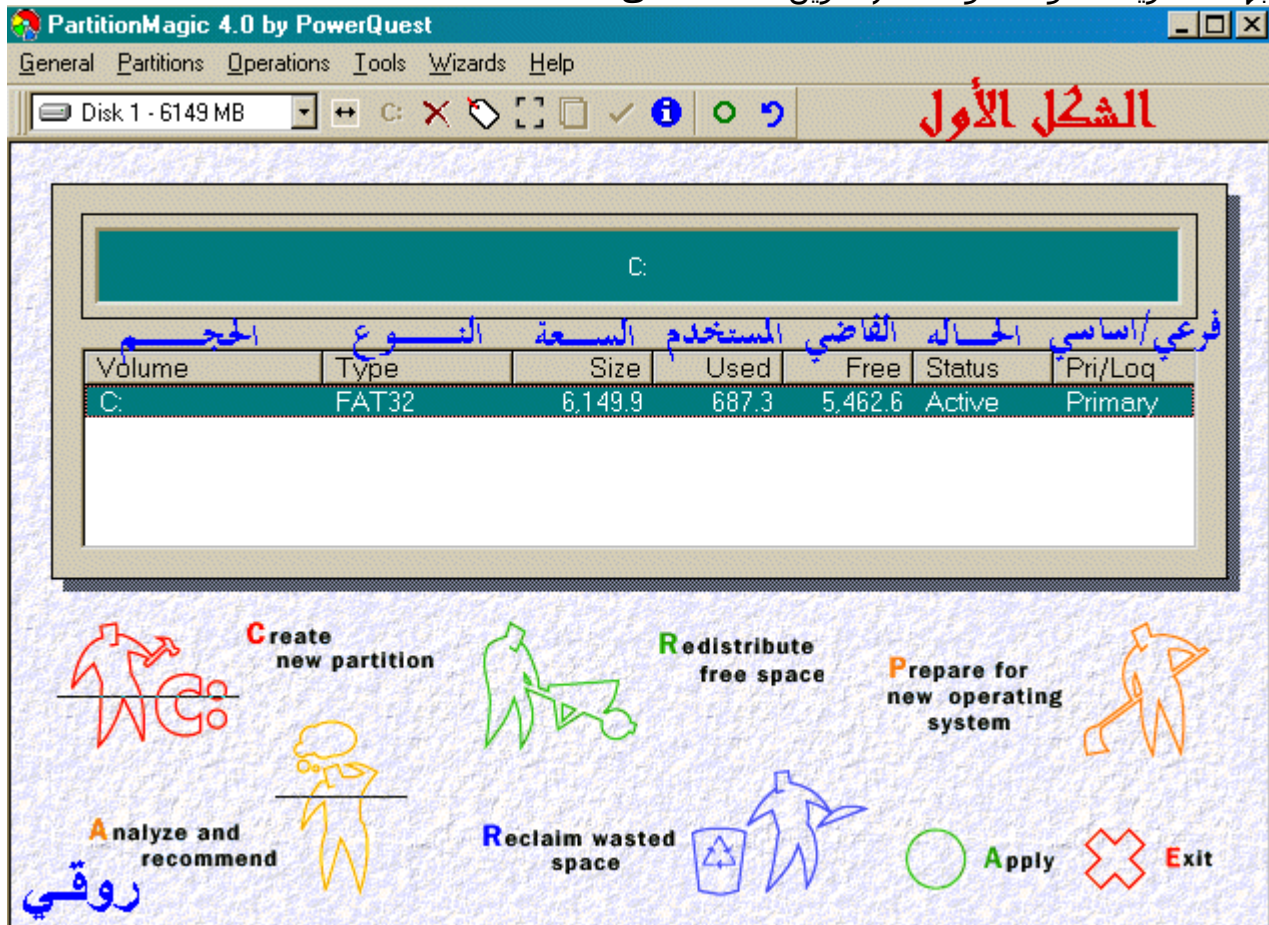 PartitionMagic 4.0 by PowerQuest
General Partitions Operations Tools Wizards Help
Disk 1 - 6149 MB C:
الشكل الأول
C:
الحجم النوع السعة المستخدم الفاضي الحاله فرعي/اساسي
Volume Type Size Used Free Status Pri/Log
C: FAT32 6,149.9 687.3 5,462.6 Active Primary
Create
new partition
Redistribute
free space
Prepare for
new operating
system
Analyze and
recommend
Reclaim wasted
space
Apply
Exit
روقي